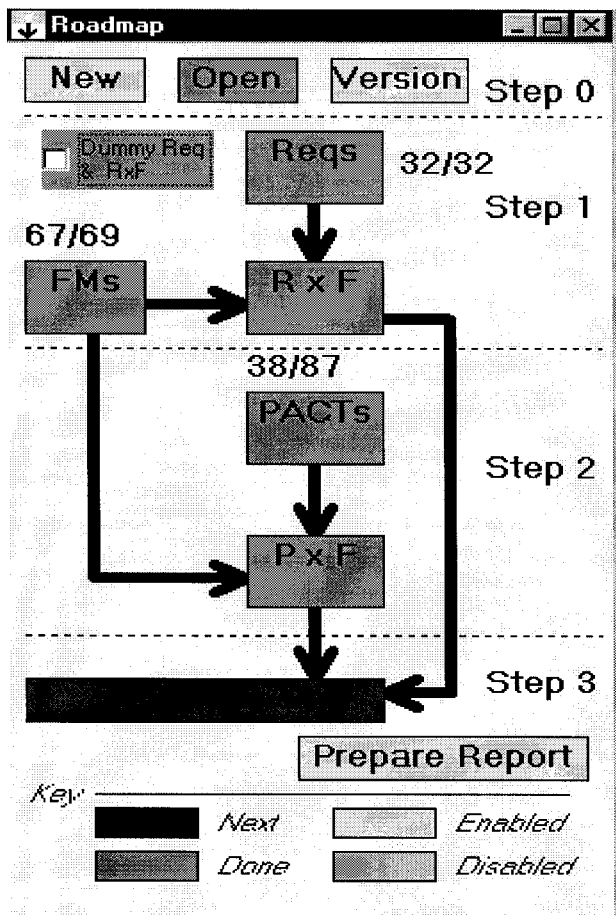 Roadmap
New Open Version Step 0
Dummy Req & RxF
Reqs 32/32
Step 1
67/69
FMs R x F
38/87
PACTs
Step 2
P x F
Step 3
Prepare Report
Key
Next Enabled
Done Disabled